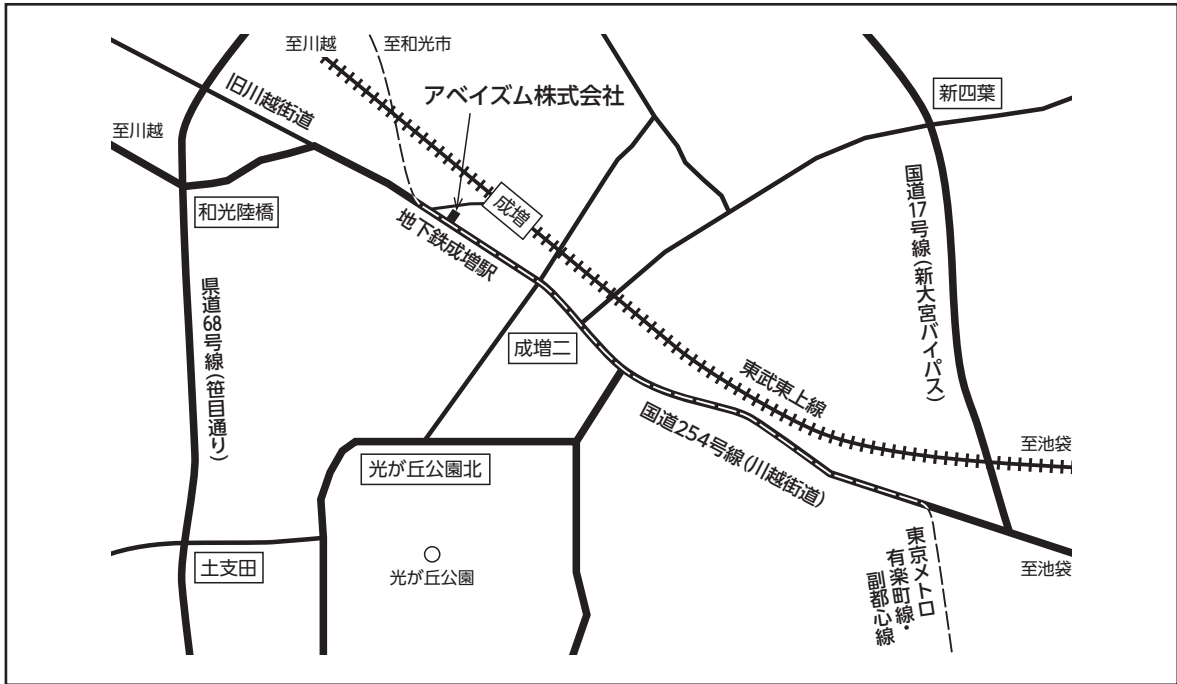 至川越
至和光市
アベイズム株式会社
新四葉
旧川越街道
至川越
和光陸橋
成増
地下鉄成増駅
国道17号線(新大宮バイパス)
県道68号線(笹目通り)
成増二
東武東上線
国道254号線(川越街道)
至池袋
光が丘公園北
土支田
光が丘公園
東京メトロ
有楽町線・
副都心線
至池袋